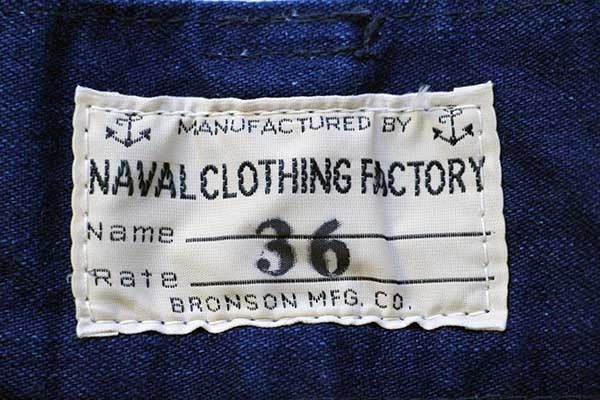 MANUFACTURED BY
NAVAL CLOTHING FACTORY
Name
36
Rate
BRONSON MFG. CO.